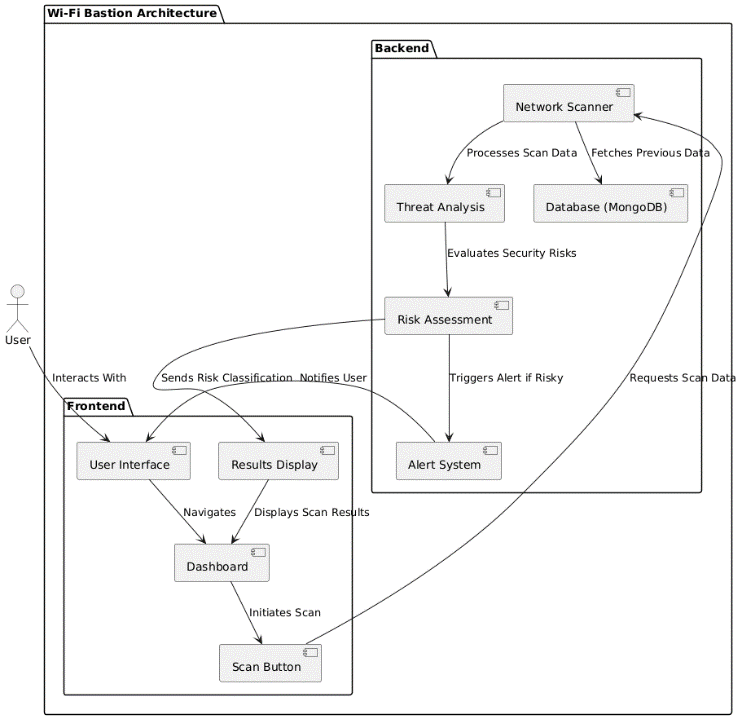 Wi-Fi Bastion Architecture
Backend
Network Scanner
Processes Scan Data
Fetches Previous Data
Threat Analysis
Database (MongoDB)
Evaluates Security Risks
Risk Assessment
User
Interacts With
Sends Risk Classification
Notifies User
Triggers Alert if Risky
Requests Scan Data
Frontend
User Interface
Results Display
Alert System
Navigates
Displays Scan Results
Dashboard
Initiates Scan
Scan Button